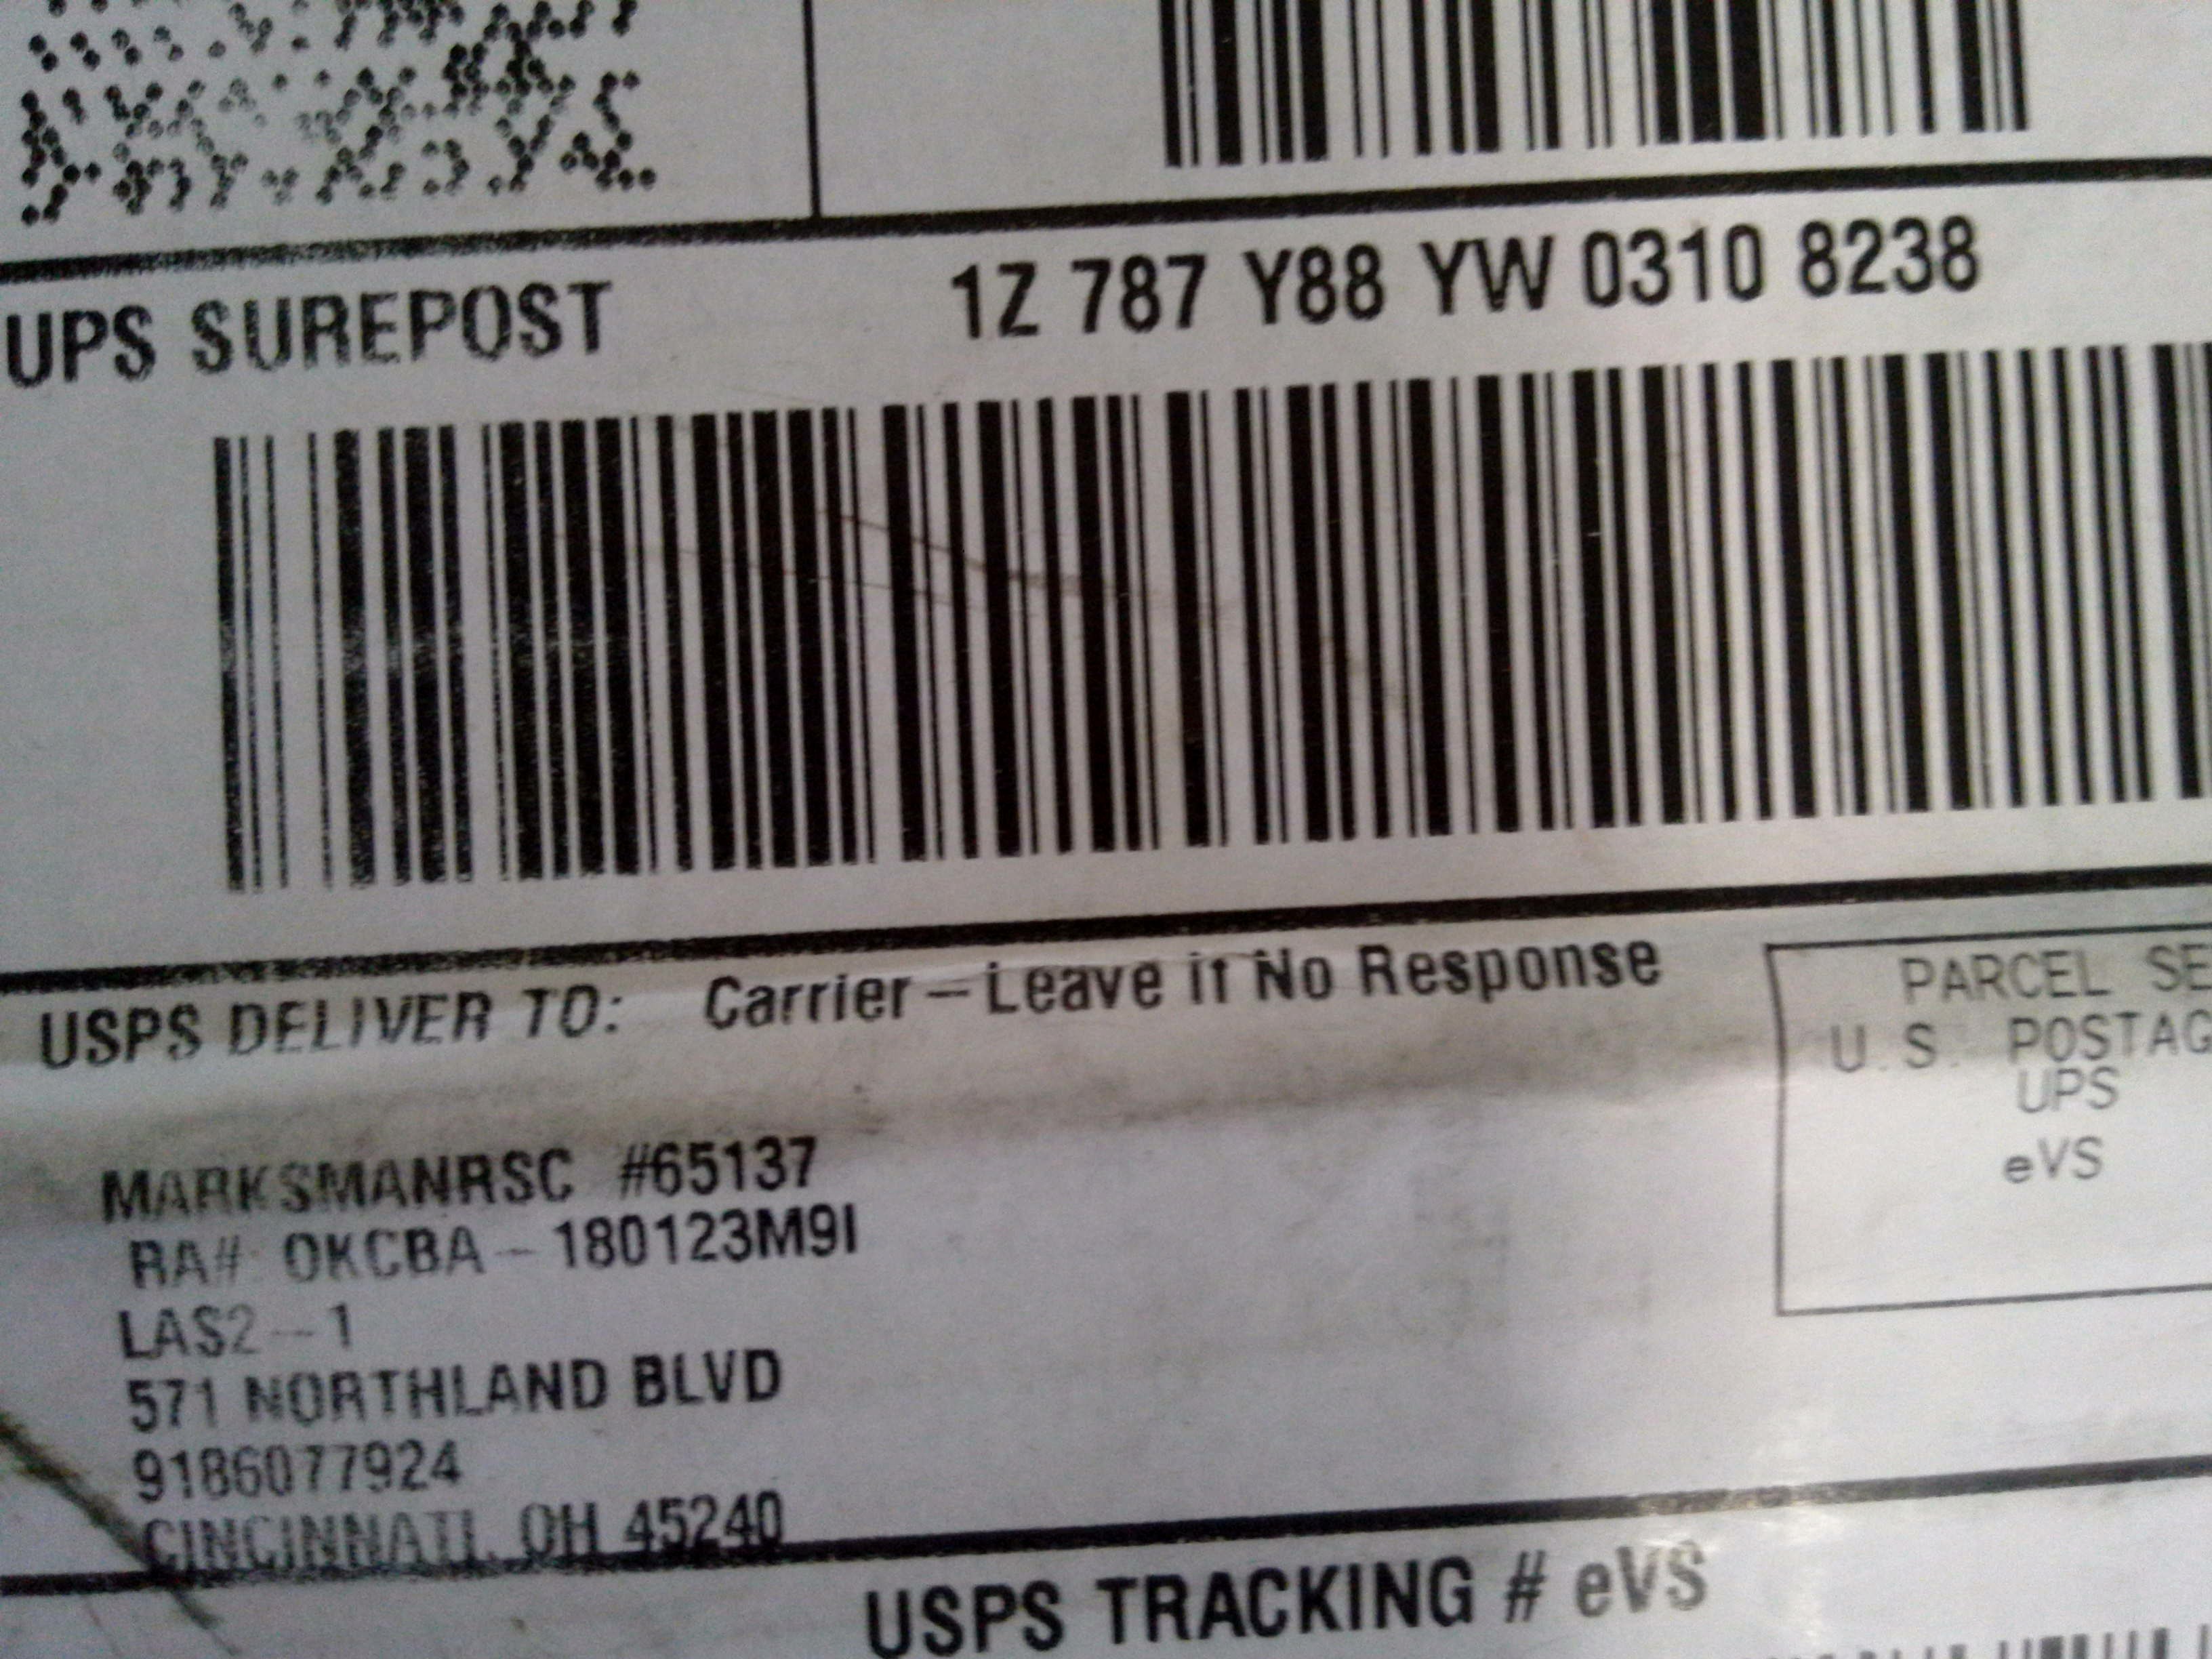 UPS SUREPOST 1Z 787 Y88 YW 0310 8238
USPS DELIVER TO: Carrier – Leave if No Response
PARCEL SE
U.S. POSTAG
UPS
eVS
MARKSMANRSC #65137
RA# OKCBA – 180123M9I
LAS2 – 1
571 NORTHLAND BLVD
9186077924
CINCINNATI, OH 45240
USPS TRACKING # eVS